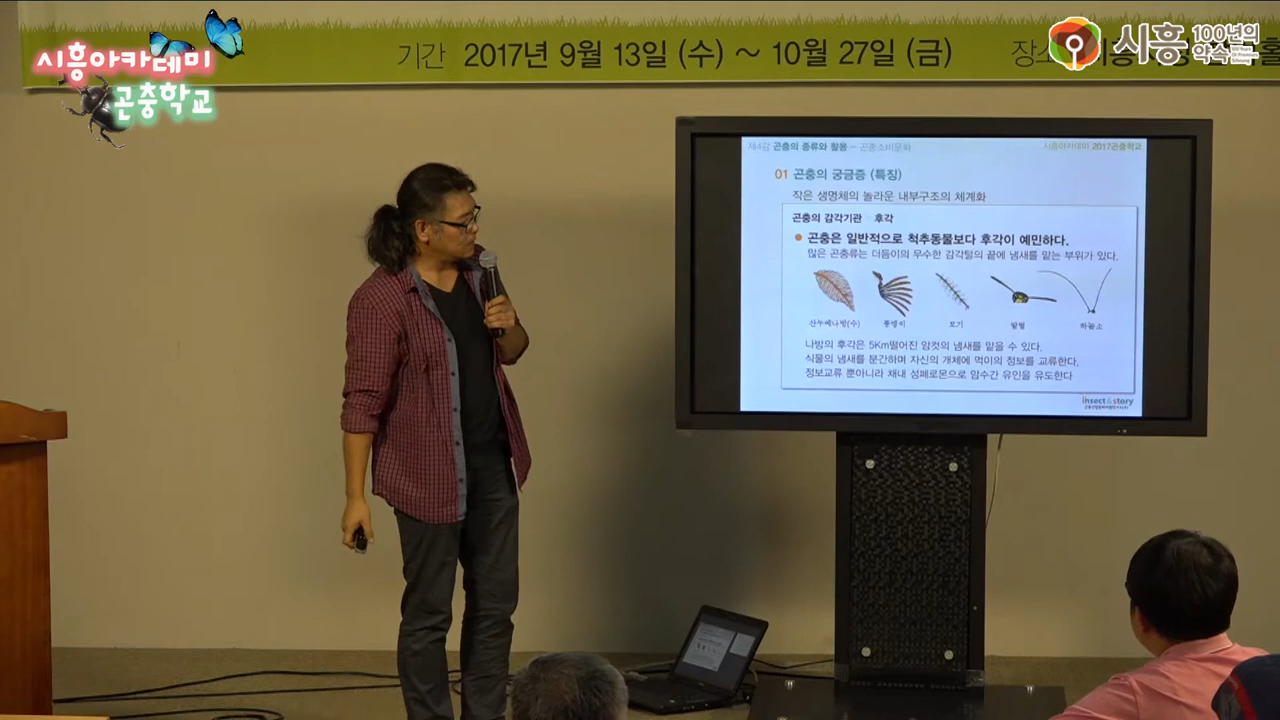 기간 2017년 9월 13일 (수) ~ 10월 27일 (금)
시흥아카데미
곤충학교
시흥 100년의 약속
제4강 곤충의 종류와 활용 - 곤충소비문화
시흥아카데미 2017곤충학교
01 곤충의 궁금증 (특징)
작은 생명체의 놀라운 내부구조의 체계화
곤충의 감각기관 후각
곤충은 일반적으로 척추동물보다 후각이 예민하다.
많은 곤충류는 더듬이의 무수한 감각털의 끝에 냄새를 맡는 부위가 있다.
산누에나방(수) 풍뎅이 모기 말벌 하늘소
나방의 후각은 5Km떨어진 암컷의 냄새를 맡을 수 있다.
식물의 냄새를 분간하며 자신의 개체에 먹이의 정보를 교류한다.
정보교류 뿐아니라 채내 성페로몬으로 암수간 유인을 유도한다
insect&story